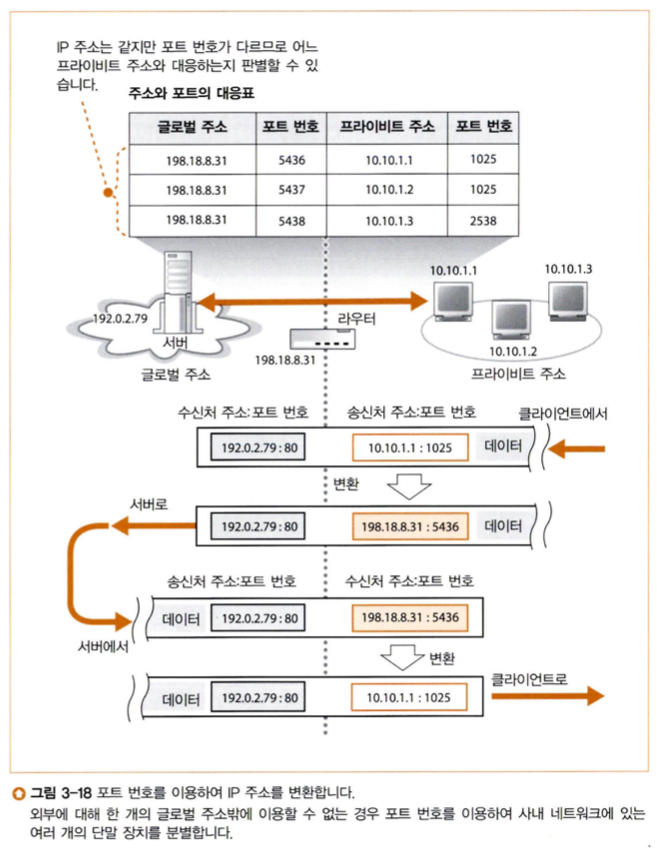 IP 주소는 같지만 포트 번호가 다르므로 어느
프라이비트 주소와 대응하는지 판별할 수 있
습니다.
주소와 포트의 대응표
글로벌 주소 포트 번호 프라이비트 주소 포트 번호
198.18.8.31 5436 10.10.1.1 1025
198.18.8.31 5437 10.10.1.2 1025
198.18.8.31 5438 10.10.1.3 2538
10.10.1.1 10.10.1.3
192.0.2.79
서버
라우터
198.18.8.31
10.10.1.2
글로벌 주소
프라이비트 주소
수신처 주소:포트 번호 송신처 주소:포트 번호 클라이언트에서
192.0.2.79 : 80 10.10.1.1 : 1025 데이터
변환
서버로
192.0.2.79 : 80 198.18.8.31 : 5436 데이터
송신처 주소:포트 번호 수신처 주소:포트 번호
데이터 192.0.2.79 : 80 198.18.8.31 : 5436
서버에서
변환
클라이언트로
데이터 192.0.2.79 : 80 10.10.1.1 : 1025
그림 3-18 포트 번호를 이용하여 IP 주소를 변환합니다.
외부에 대해 한 개의 글로벌 주소밖에 이용할 수 없는 경우 포트 번호를 이용하여 사내 네트워크에 있는
여러 개의 단말 장치를 분별합니다.